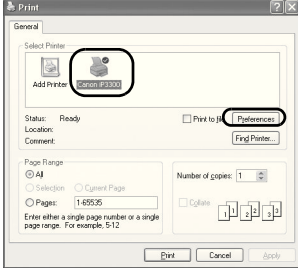 Print
General
Select Printer
Add Printer
Canon iP3300
Status: Ready
Location:
Comment:
Print to file
Preferences
Find Printer...
Page Range
All
Selection
Current Page
Pages: 1-65535
Enter either a single page number or a single
page range. For example, 5-12
Number of copies: 1
Collate
1 1 2 2 3 3
Print
Cancel
Apply